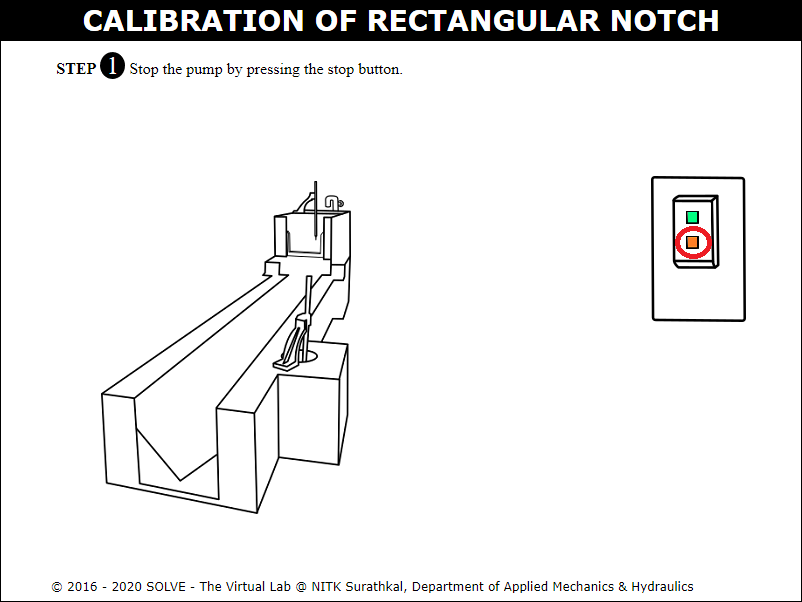 CALIBRATION OF RECTANGULAR NOTCH
STEP 1 Stop the pump by pressing the stop button.
© 2016 - 2020 SOLVE - The Virtual Lab @ NITK Surathkal, Department of Applied Mechanics & Hydraulics